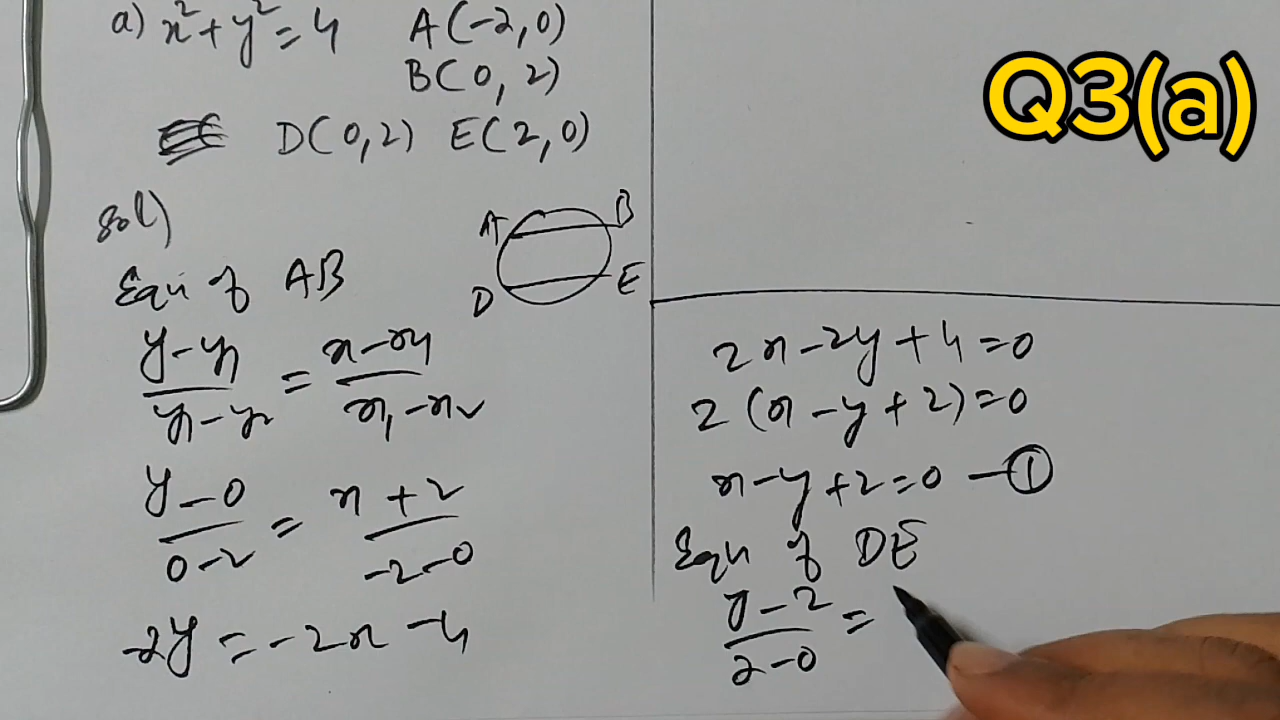 a) x² + y² = 4 A(-2, 0)
B(0, 2)
D(0, 2) E(2, 0)
Q3(a)
Sol)
A B
D E
Equ of AB
y - y₁ / y₁ - y₂ = x - x₁ / x₁ - x₂
y - 0 / 0 - 2 = x + 2 / -2 - 0
-2y = -2x - 4
2x - 2y + 4 = 0
2(x - y + 2) = 0
x - y + 2 = 0 — ①
Equ of DE
y - 2 / 2 - 0 =